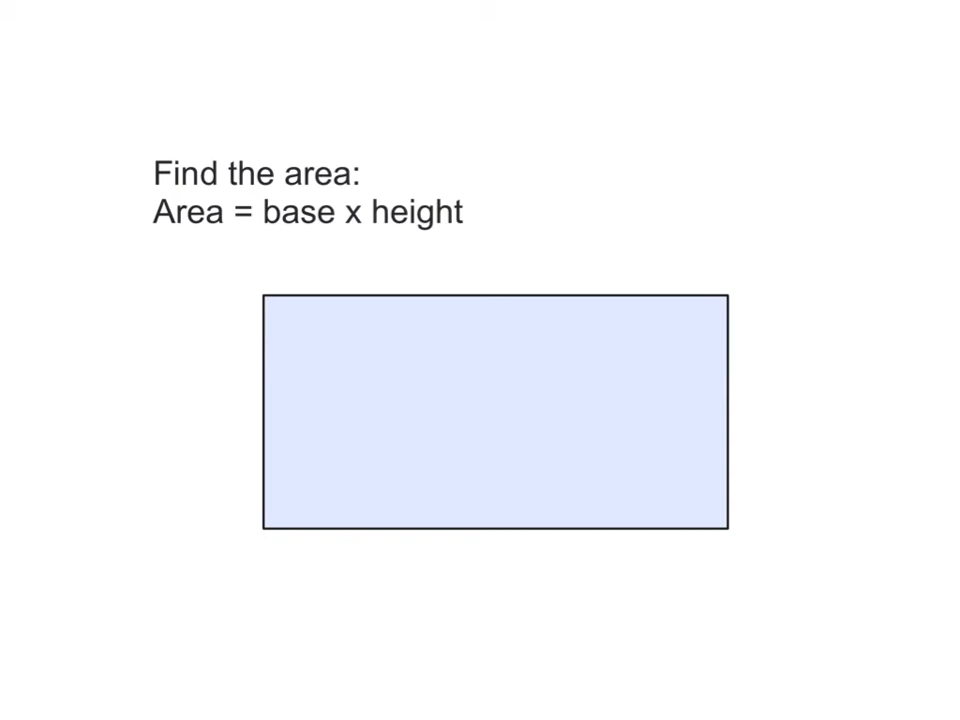 Find the area:
Area = base x height